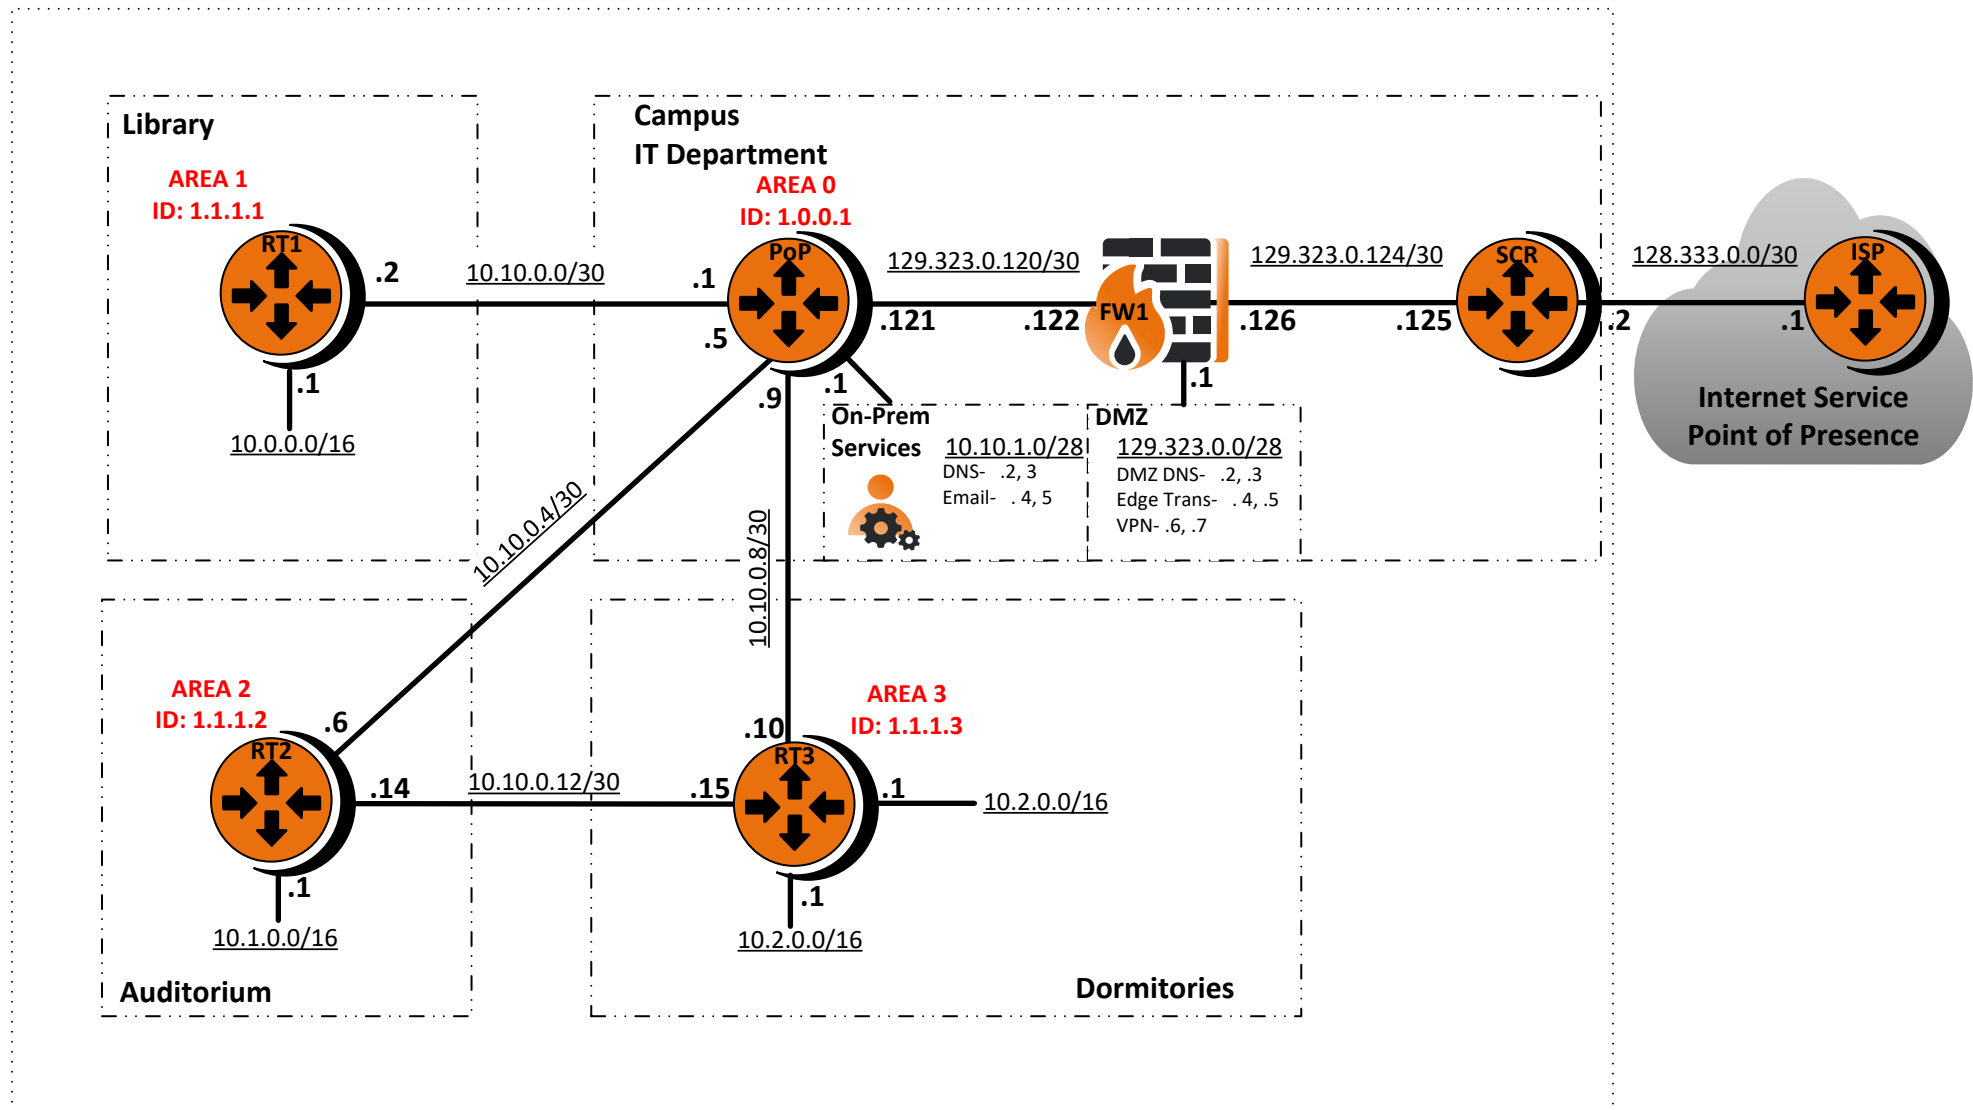 Library
AREA 1
ID: 1.1.1.1
RT1
.2
10.10.0.0/30
.1
10.0.0.0/16
Campus
IT Department
AREA 0
ID: 1.0.0.1
PoP
.1
.5
.9
.1
.121
129.323.0.120/30
.122
FW1
.126
129.323.0.124/30
.125
SCR
.2
128.333.0.0/30
.1
ISP
Internet Service
Point of Presence
.1
On-Prem
Services
10.10.1.0/28
DNS- .2, 3
Email- . 4, 5
DMZ
129.323.0.0/28
DMZ DNS- .2, .3
Edge Trans- . 4, .5
VPN- .6, .7
10.10.0.4/30
10.10.0.8/30
AREA 2
ID: 1.1.1.2
.6
RT2
.14
10.10.0.12/30
.15
.1
10.1.0.0/16
Auditorium
AREA 3
ID: 1.1.1.3
.10
RT3
.1
10.2.0.0/16
.1
10.2.0.0/16
Dormitories